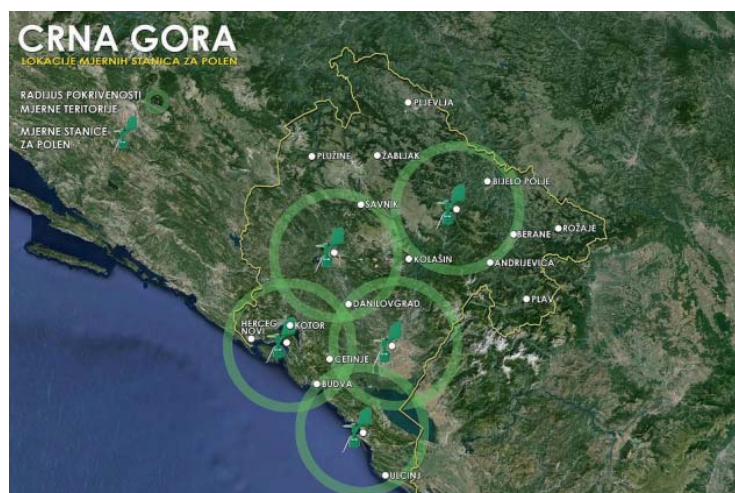 CRNA GORA
LOKACIJE MJERNIH STANICA ZA POLEN
RADIJUS POKRIVENOSTI
MJERNE TERITORIJE
MJERNE STANICE
ZA POLEN
PLJEVLJA
PLUŽINE
ŽABLJAK
BIJELO POLJE
ŠAVNIK
BERANE
ROŽAJE
KOLAŠIN
ANDRIJEVICA
PLAV
DANILOVGRAD
HERCEG
NOVI
KOTOR
CETINJE
BUDVA
ULCINJ